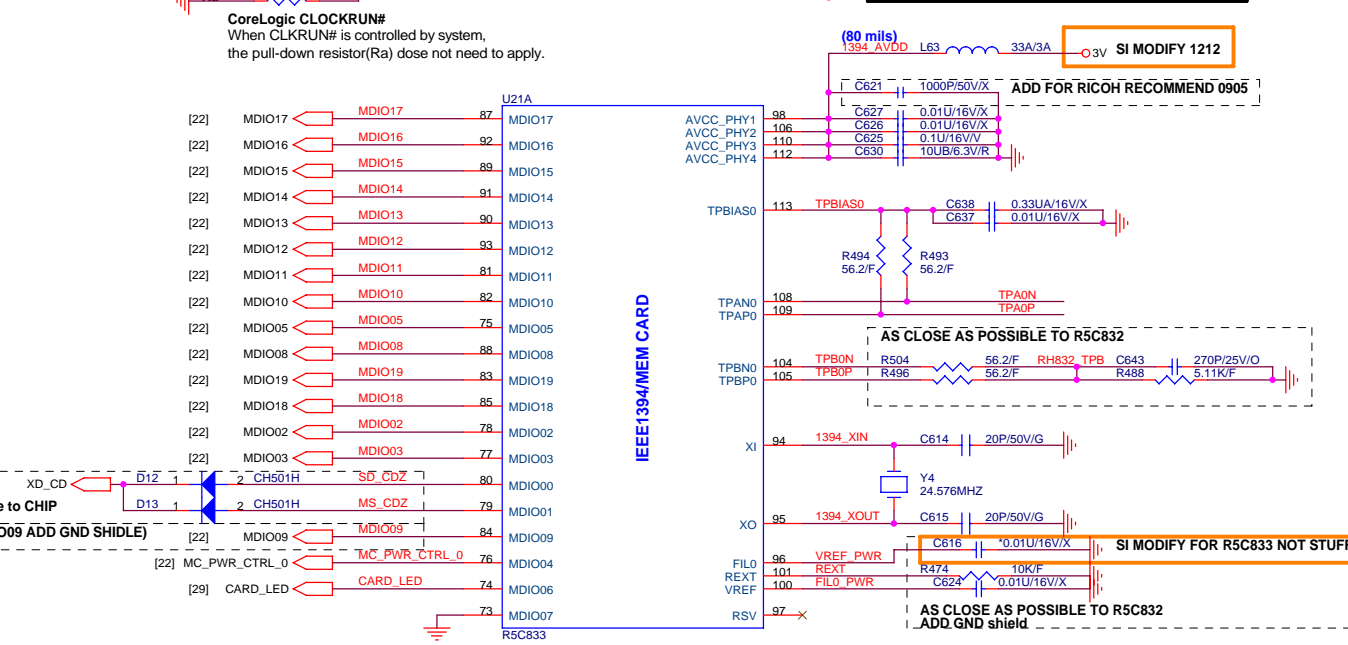 CoreLogic CLOCKRUN#
When CLKRUN# is controlled by system,
the pull-down resistor(Ra) dose not need to apply.
(80 mils)
1394_AVDD L63 33A/3A 3V SI MODIFY 1212
C621 1000P/50V/X ADD FOR RICOH RECOMMEND 0905
U21A
[22] MDIO17 MDIO17 87 MDIO17 AVCC_PHY1 98 C627 0.01U/16V/X
AVCC_PHY2 106 C626 0.01U/16V/X
[22] MDIO16 MDIO16 92 MDIO16 AVCC_PHY3 110 C625 0.1U/16V/V
AVCC_PHY4 112 C630 10UB/6.3V/R
[22] MDIO15 MDIO15 89 MDIO15
[22] MDIO14 MDIO14 91 MDIO14
TPBIAS0 113 TPBIAS0 C638 0.33UA/16V/X
[22] MDIO13 MDIO13 90 MDIO13 C637 0.01U/16V/X
[22] MDIO12 MDIO12 93 MDIO12
R494 R493
56.2/F 56.2/F
[22] MDIO11 MDIO11 81 MDIO11
[22] MDIO10 MDIO10 82 MDIO10 TPAN0 108 TPA0N
TPAP0 109 TPA0P
IEEE1394/MEM CARD
[22] MDIO05 MDIO05 75 MDIO05
AS CLOSE AS POSSIBLE TO R5C832
[22] MDIO08 MDIO08 88 MDIO08
TPBN0 104 TPB0N R504 56.2/F RH832_TPB C643 270P/25V/O
[22] MDIO19 MDIO19 83 MDIO19 TPBP0 105 TPB0P R496 56.2/F R488 5.11K/F
[22] MDIO18 MDIO18 85 MDIO18
[22] MDIO02 MDIO02 78 MDIO02
XI 94 1394_XIN C614 20P/50V/G
[22] MDIO03 MDIO03 77 MDIO03
XD_CD D12 1 2 CH501H SD_CDZ 80 MDIO00
Y4
24.576MHZ
e to CHIP D13 1 2 CH501H MS_CDZ 79 MDIO01
XO 95 1394_XOUT C615 20P/50V/G
O09 ADD GND SHIDLE)
[22] MDIO09 MDIO09 84 MDIO09
C616 *0.01U/16V/X SI MODIFY FOR R5C833 NOT STUFF
[22] MC_PWR_CTRL_0 MC_PWR_CTRL_0 76 MDIO04 FIL0 96 VREF_PWR
REXT 101 REXT R474 10K/F
[29] CARD_LED CARD_LED 74 MDIO06 VREF 100 FIL0_PWR C624 0.01U/16V/X
73 MDIO07 RSV 97
AS CLOSE AS POSSIBLE TO R5C832
ADD GND shield
R5C833